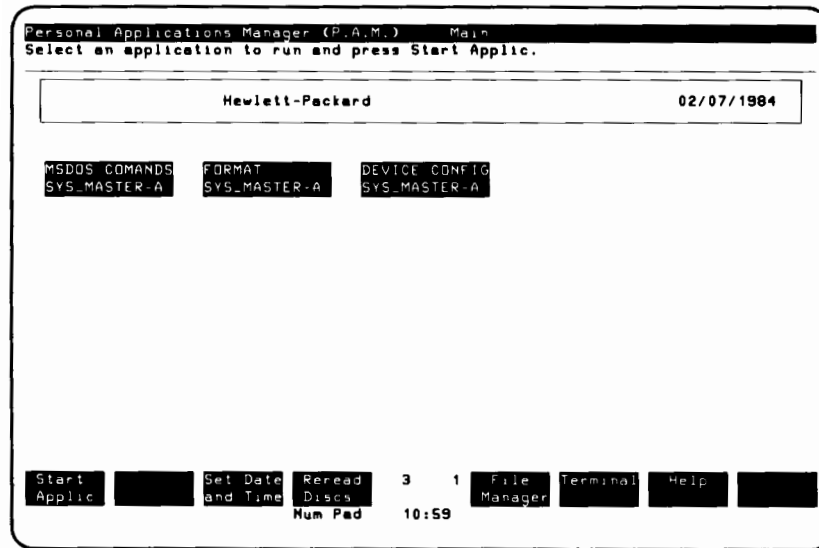 Personal Applications Manager (P.A.M.) Main
Select an application to run and press Start Applic.
Hewlett-Packard 02/07/1984
MSDOS COMANDS FORMAT DEVICE CONFIG
SYS_MASTER-A SYS_MASTER-A SYS_MASTER-A
Start Set Date Reread 3 1 File Terminal Help
Applic and Time Discs Manager
Num Pad 10:59